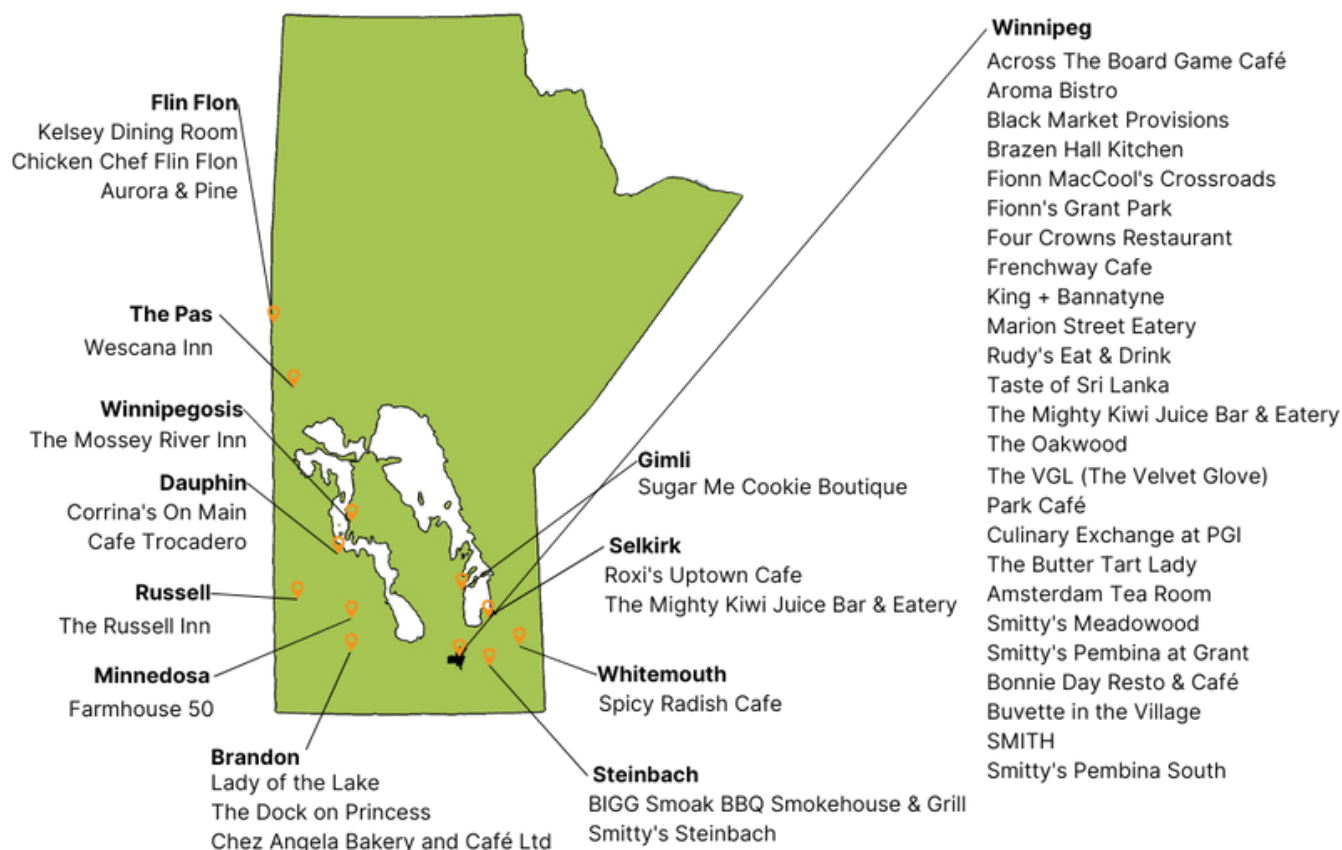 Flin Flon
Kelsey Dining Room
Chicken Chef Flin Flon
Aurora & Pine
The Pas
Wescana Inn
Winnipegosis
The Mossey River Inn
Dauphin
Corrina's On Main
Cafe Trocadero
Russell
The Russell Inn
Minnedosa
Farmhouse 50
Brandon
Lady of the Lake
The Dock on Princess
Chez Angela Bakery and Café Ltd
Gimli
Sugar Me Cookie Boutique
Selkirk
Roxi's Uptown Cafe
The Mighty Kiwi Juice Bar & Eatery
Whitemouth
Spicy Radish Cafe
Steinbach
BIGG Smoak BBQ Smokehouse & Grill
Smitty's Steinbach
Winnipeg
Across The Board Game Café
Aroma Bistro
Black Market Provisions
Brazen Hall Kitchen
Fionn MacCool's Crossroads
Fionn's Grant Park
Four Crowns Restaurant
Frenchway Cafe
King + Bannatyne
Marion Street Eatery
Rudy's Eat & Drink
Taste of Sri Lanka
The Mighty Kiwi Juice Bar & Eatery
The Oakwood
The VGL (The Velvet Glove)
Park Café
Culinary Exchange at PGI
The Butter Tart Lady
Amsterdam Tea Room
Smitty's Meadowood
Smitty's Pembina at Grant
Bonnie Day Resto & Café
Buvette in the Village
SMITH
Smitty's Pembina South